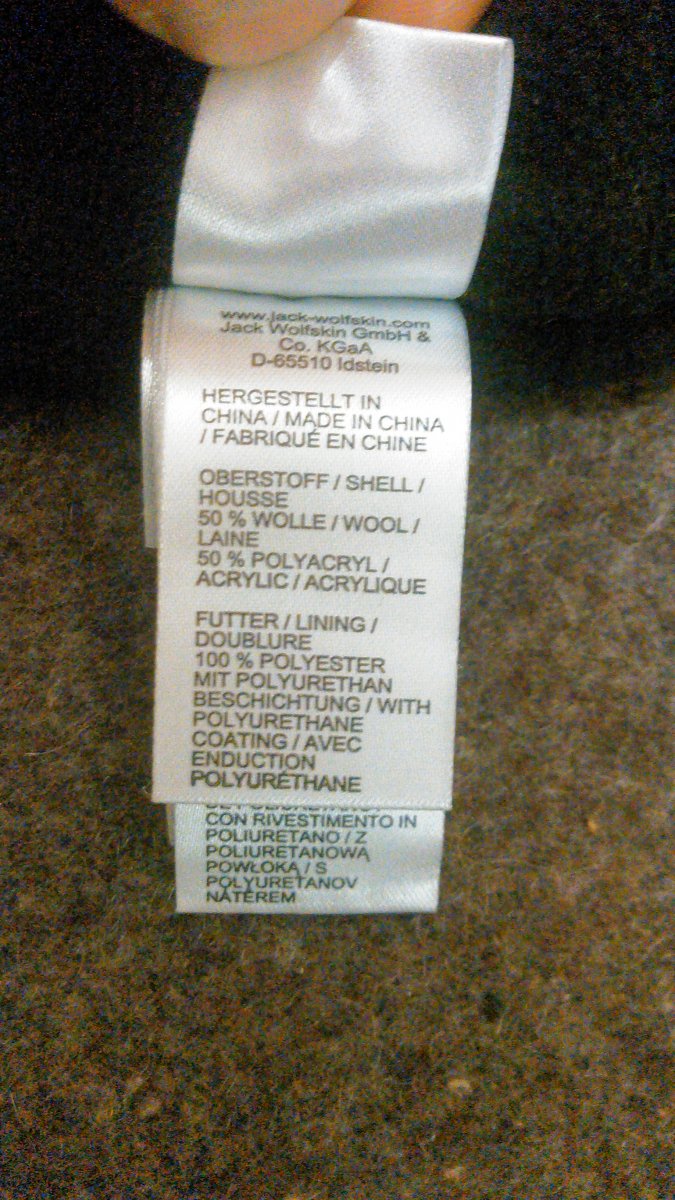 www.jack-wolfskin.com
Jack Wolfskin GmbH &
Co. KGaA
D-65510 Idstein
HERGESTELLT IN
CHINA / MADE IN CHINA
/ FABRIQUÉ EN CHINE
OBERSTOFF / SHELL /
HOUSSE
50 % WOLLE / WOOL /
LAINE
50 % POLYACRYL /
ACRYLIC / ACRYLIQUE
FUTTER / LINING /
DOUBLURE
100 % POLYESTER
MIT POLYURETHAN
BESCHICHTUNG / WITH
POLYURETHANE
COATING / AVEC
ENDUCTION
POLYURÉTHANE
CON RIVESTIMENTO IN
POLIURETANO / Z
POLIURETANOWĄ
POWŁOKĄ / S
POLYURETANOV
NÁTĚREM